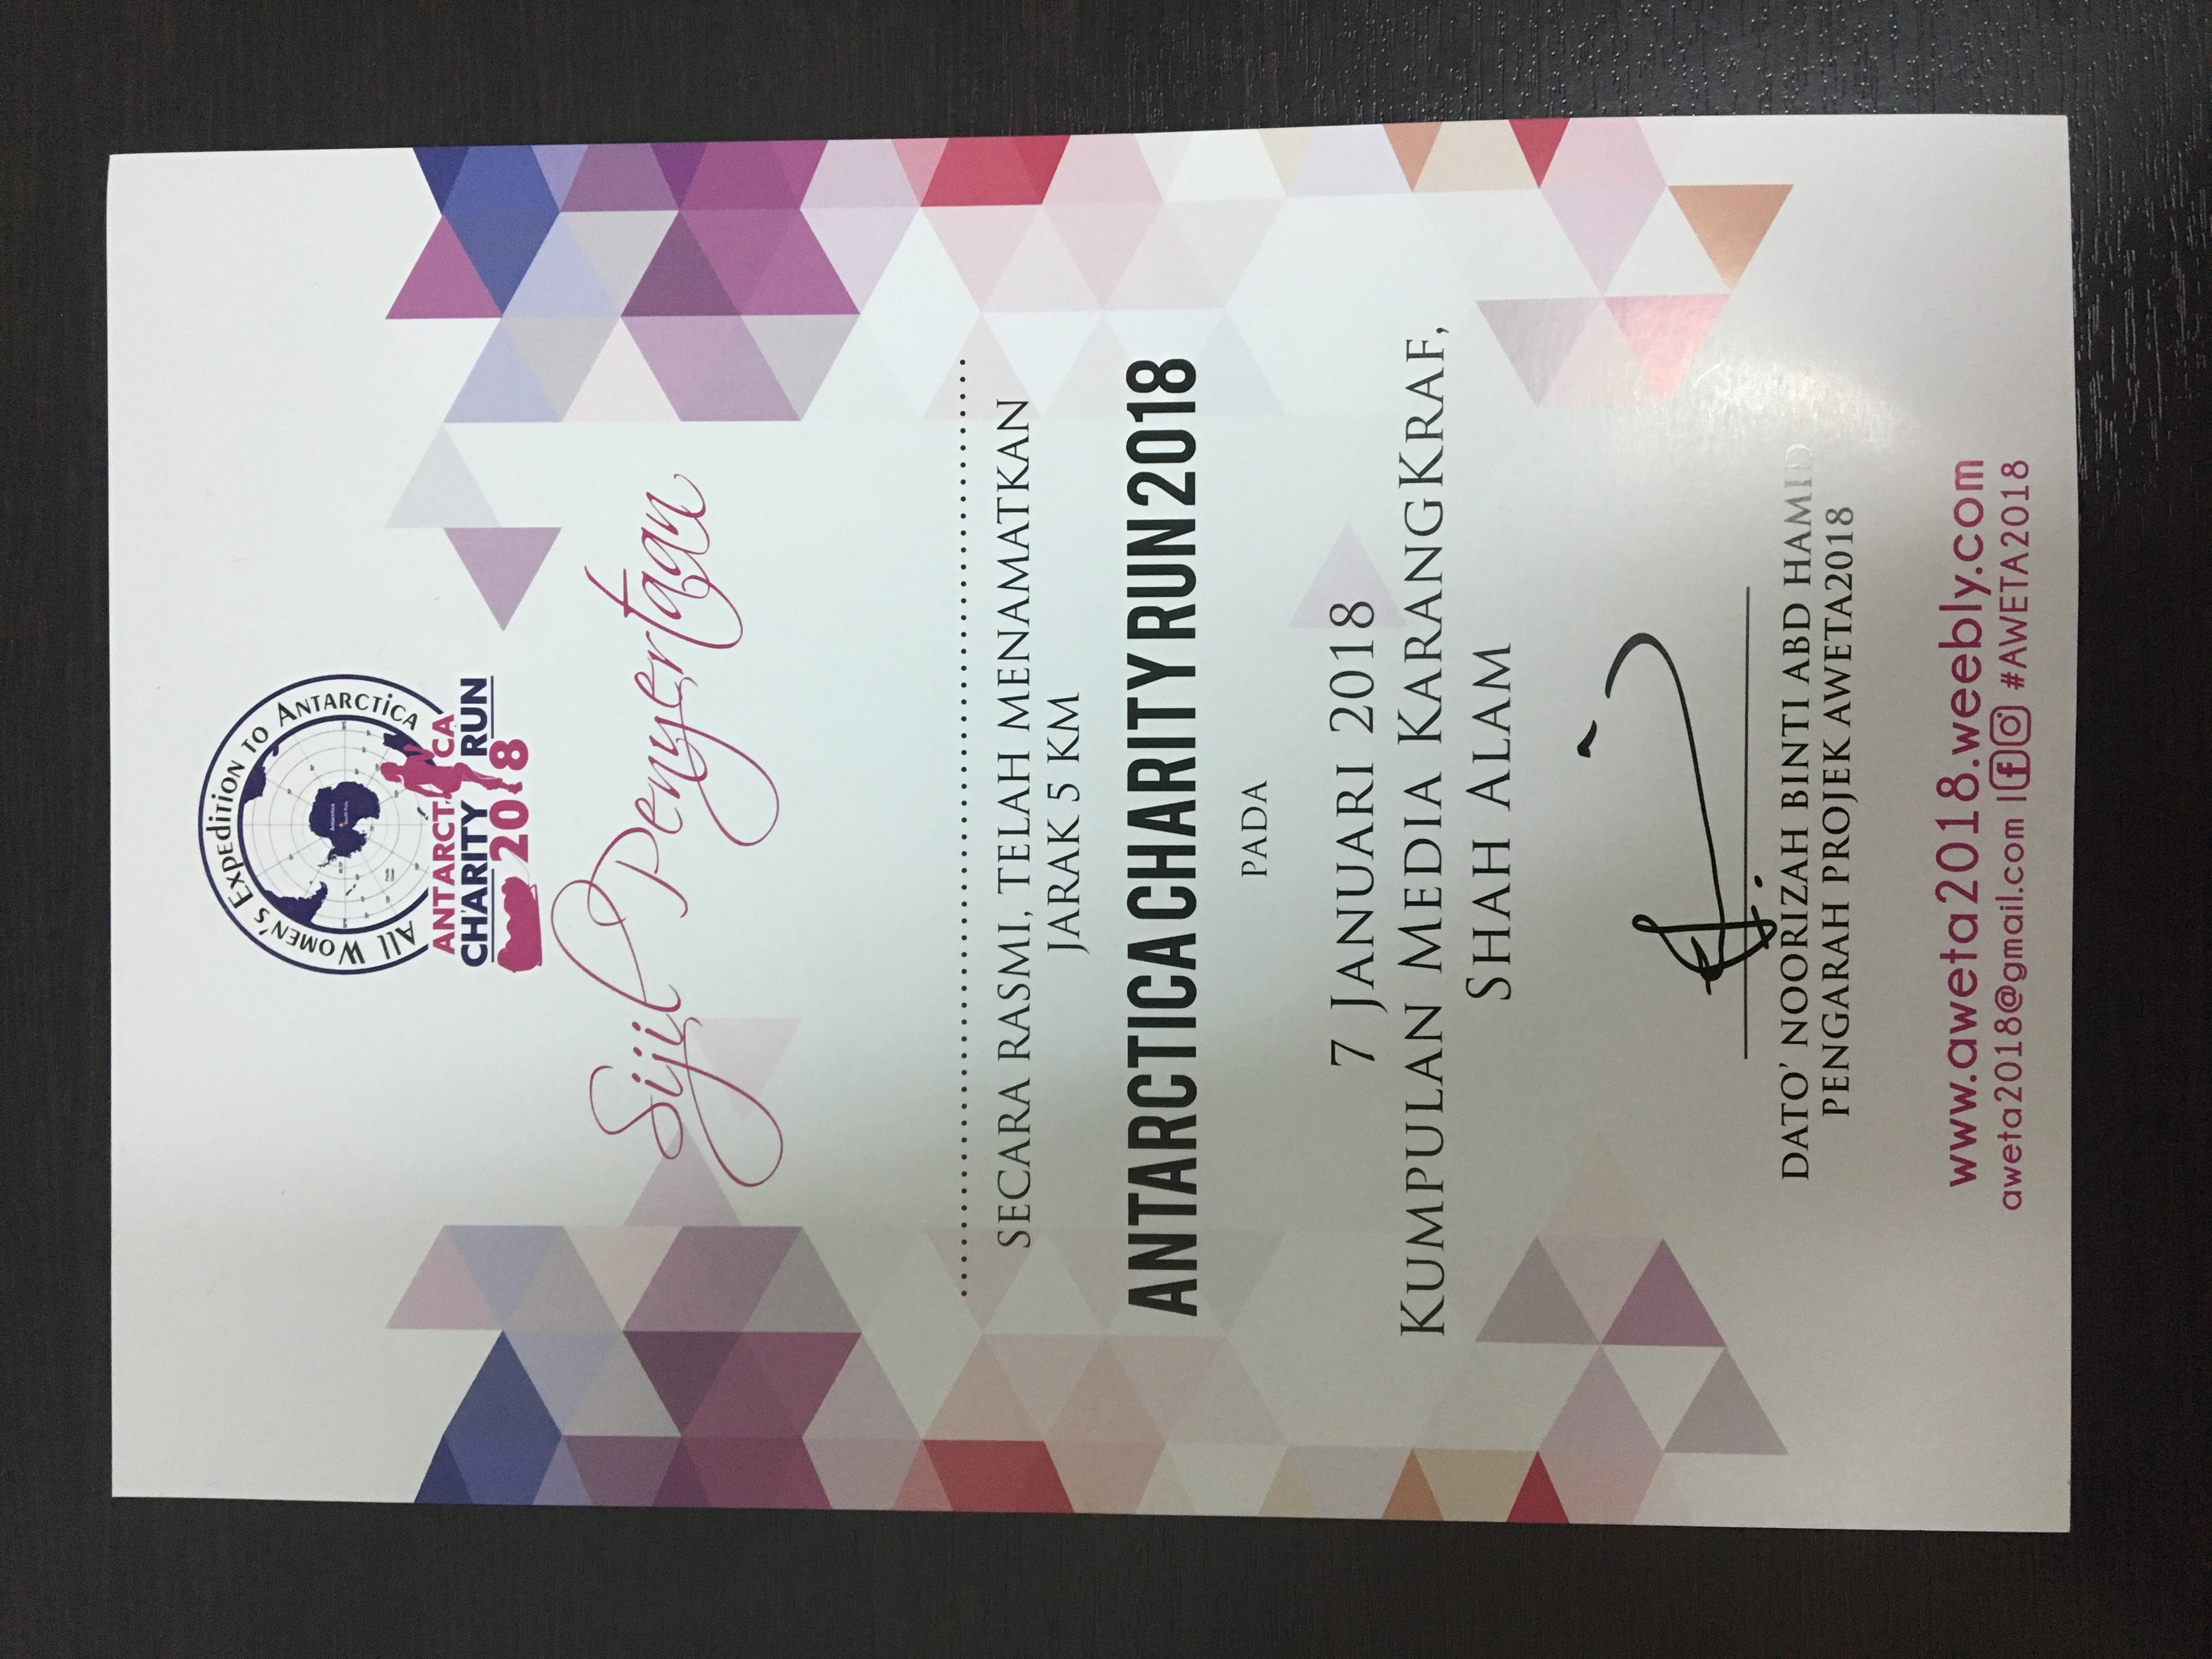 All Women's Expedition to Antarctica
ANTARCTICA
CHARITY RUN
2018
Sijil Penyertaan
SECARA RASMI, TELAH MENAMATKAN
JARAK 5 KM
ANTARCTICA CHARITY RUN 2018
PADA
7 JANUARI 2018
KUMPULAN MEDIA KARANGKRAF,
SHAH ALAM
DATO' NOORIZAH BINTI ABD HAMID
PENGARAH PROJEK AWETA2018
www.aweta2018.weebly.com
aweta2018@gmail.com | #AWETA2018